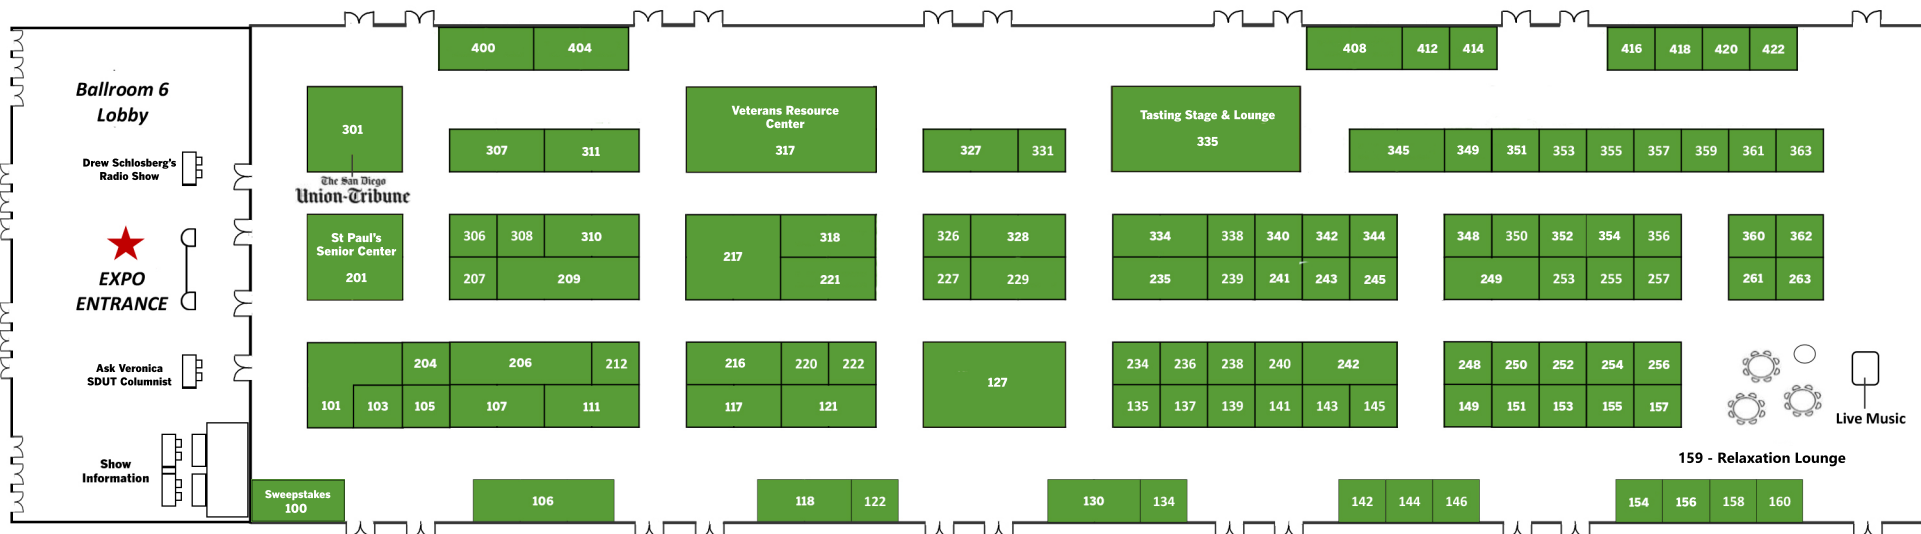 400 404 408 412 414 416 418 420 422
Ballroom 6
Lobby
Drew Schlosberg's
Radio Show
EXPO
ENTRANCE
Ask Veronica
SDUT Columnist
Show
Information
301
The San Diego
Union-Tribune
307 311
Veterans Resource
Center
317
327 331
Tasting Stage & Lounge
335
345 349 351 353 355 357 359 361 363
St Paul's
Senior Center
201
306 308 310
207 209
217 318
221
326 328
227 229
334 338 340 342 344
235 239 241 243 245
348 350 352 354 356
249 253 255 257
360 362
261 263
204 206 212
101 103 105 107 111
216 220 222
117 121
127
234 236 238 240 242
135 137 139 141 143 145
248 250 252 254 256
149 151 153 155 157
Live Music
159 - Relaxation Lounge
Sweepstakes
100
106 118 122 130 134 142 144 146 154 156 158 160